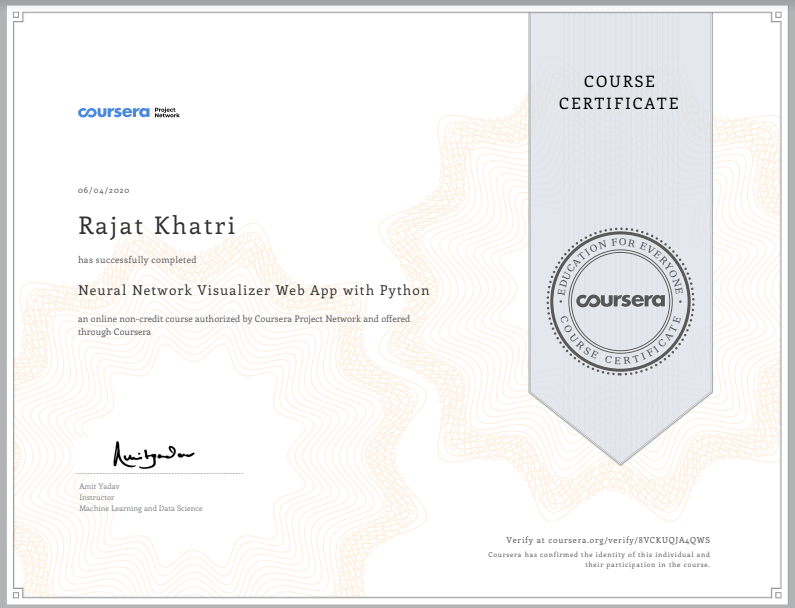 COURSE
CERTIFICATE
coursera Project
Network
06/04/2020
Rajat Khatri
has successfully completed
Neural Network Visualizer Web App with Python
an online non-credit course authorized by Coursera Project Network and offered
through Coursera
EDUCATION FOR EVERYONE
coursera
COURSE CERTIFICATE
Amit Yadav
Amit Yadav
Instructor
Machine Learning and Data Science
Verify at coursera.org/verify/8VCKUQJA4QWS
Coursera has confirmed the identity of this individual and
their participation in the course.